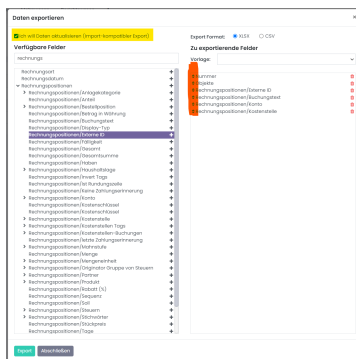 Daten exportieren
Ich will Daten aktualisieren (import-kompatibler Export)
Verfügbare Felder
rechnungs
Rechnungsart
Rechnungsdatum
Rechnungspositionen
Rechnungspositionen/Anlagekategorie
Rechnungspositionen/Anteil
Rechnungspositionen/Bestellposition
Rechnungspositionen/Betrag in Währung
Rechnungspositionen/Buchungstext
Rechnungspositionen/Display-Typ
Rechnungspositionen/Externe ID
Rechnungspositionen/Fälligkeit
Rechnungspositionen/Gesamt
Rechnungspositionen/Gesamtsumme
Rechnungspositionen/Haben
Rechnungspositionen/Haushaltslage
Rechnungspositionen/Invert Tags
Rechnungspositionen/Ist Rundungszeile
Rechnungspositionen/Keine Zahlungserinnerung
Rechnungspositionen/Konto
Rechnungspositionen/Kostenschlüssel
Rechnungspositionen/Kostenschlüssel
Rechnungspositionen/Kostenstelle
Rechnungspositionen/Kostenstellen Tags
Rechnungspositionen/Kostenstellen-Buchungen
Rechnungspositionen/letzte Zahlungserinnerung
Rechnungspositionen/Mahnstufe
Rechnungspositionen/Menge
Rechnungspositionen/Mengeneinheit
Rechnungspositionen/Originator Gruppe von Steuern
Rechnungspositionen/Partner
Rechnungspositionen/Produkt
Rechnungspositionen/Rabatt (%)
Rechnungspositionen/Sequenz
Rechnungspositionen/Soll
Rechnungspositionen/Steuern
Rechnungspositionen/Stichwörter
Rechnungspositionen/Stückpreis
Rechnungspositionen/Tage
Export Format:
XLSX
CSV
Zu exportierende Felder
Vorlage:
Nummer
Objekte
Rechnungspositionen/Externe ID
Rechnungspositionen/Buchungstext
Rechnungspositionen/Konto
Rechnungspositionen/Kostenstelle
Export
Abschließen